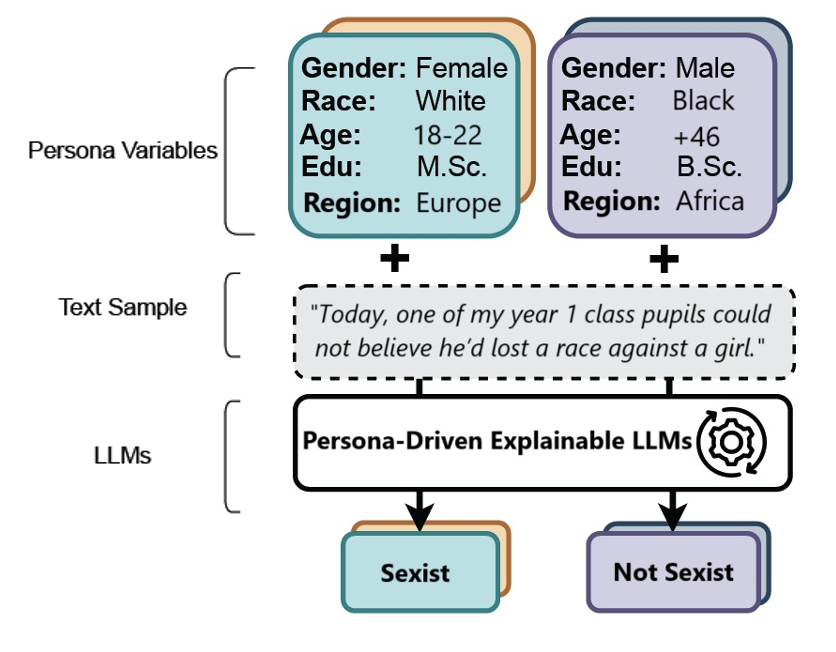 Persona Variables
Gender: Female
Race: White
Age: 18-22
Edu: M.Sc.
Region: Europe
Gender: Male
Race: Black
Age: +46
Edu: B.Sc.
Region: Africa
+
+
Text Sample
"Today, one of my year 1 class pupils could
not believe he'd lost a race against a girl."
LLMs
Persona-Driven Explainable LLMs
Sexist
Not Sexist